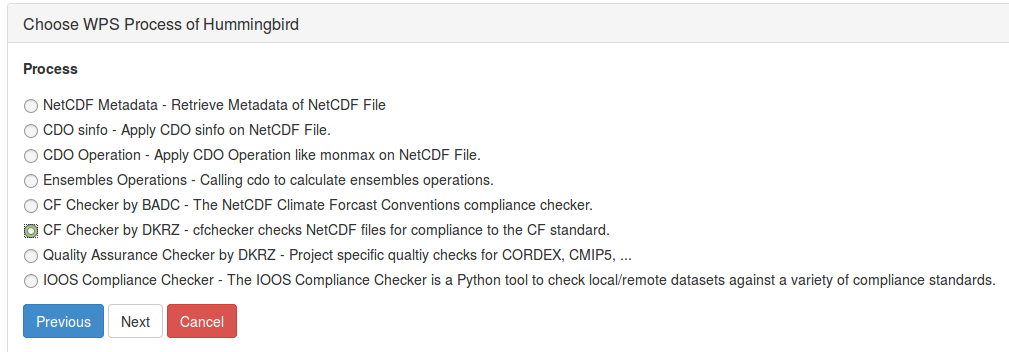 Choose WPS Process of Hummingbird
Process
NetCDF Metadata - Retrieve Metadata of NetCDF File
CDO sinfo - Apply CDO sinfo on NetCDF File.
CDO Operation - Apply CDO Operation like monmax on NetCDF File.
Ensembles Operations - Calling cdo to calculate ensembles operations.
CF Checker by BADC - The NetCDF Climate Forcast Conventions compliance checker.
CF Checker by DKRZ - cfchecker checks NetCDF files for compliance to the CF standard.
Quality Assurance Checker by DKRZ - Project specific qualtiy checks for CORDEX, CMIP5, ...
IOOS Compliance Checker - The IOOS Compliance Checker is a Python tool to check local/remote datasets against a variety of compliance standards.
Previous Next Cancel